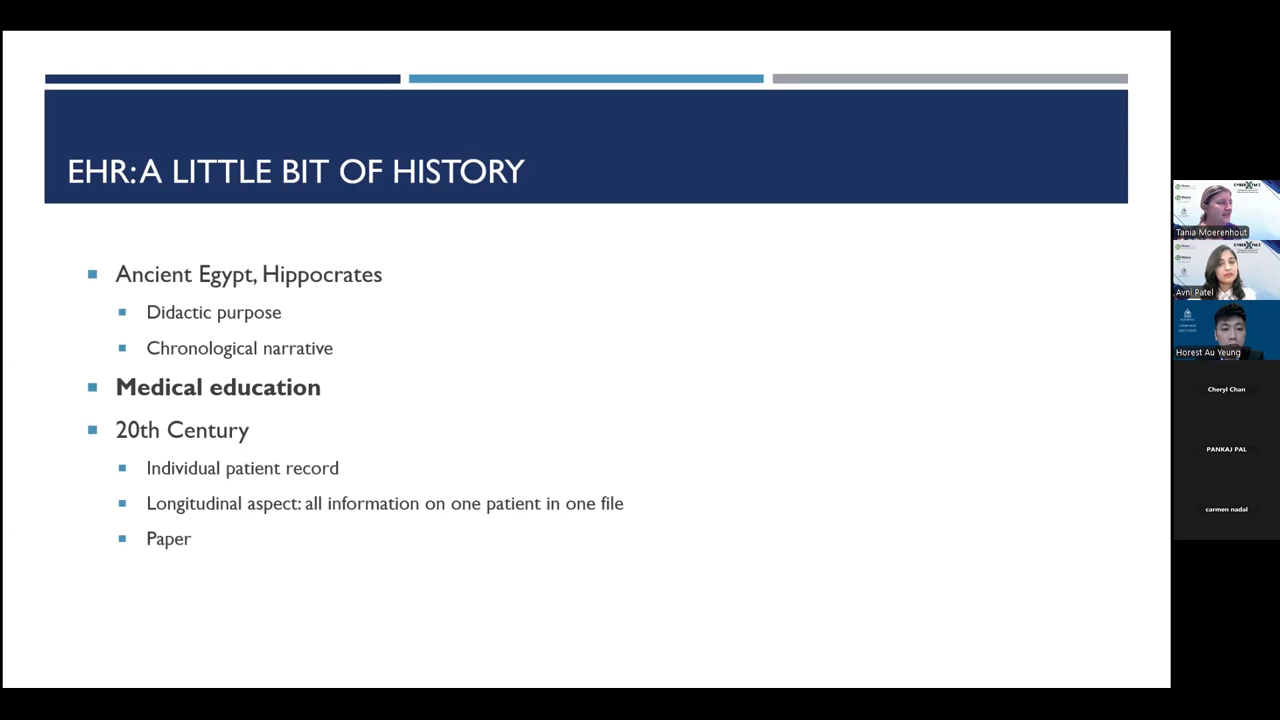 EHR: A LITTLE BIT OF HISTORY
Ancient Egypt, Hippocrates
Didactic purpose
Chronological narrative
Medical education
20th Century
Individual patient record
Longitudinal aspect: all information on one patient in one file
Paper
Tania Moerenhout
Avni Patel
Horest Au Yeung
Cheryl Chan
PANKAJ PAL
carmen nadal